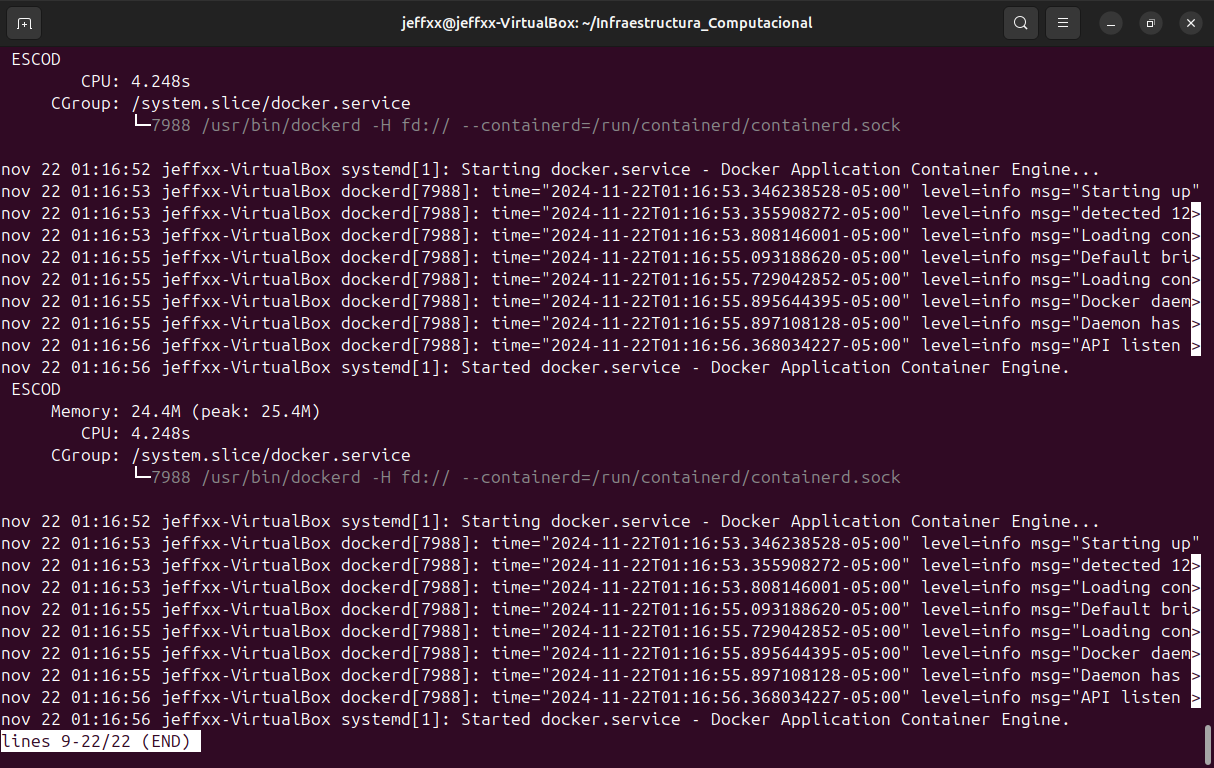 jeffxx@jeffxx-VirtualBox: ~/Infraestructura_Computacional
ESCOD
CPU: 4.248s
CGroup: /system.slice/docker.service
└─7988 /usr/bin/dockerd -H fd:// --containerd=/run/containerd/containerd.sock
nov 22 01:16:52 jeffxx-VirtualBox systemd[1]: Starting docker.service - Docker Application Container Engine...
nov 22 01:16:53 jeffxx-VirtualBox dockerd[7988]: time="2024-11-22T01:16:53.346238528-05:00" level=info msg="Starting up"
nov 22 01:16:53 jeffxx-VirtualBox dockerd[7988]: time="2024-11-22T01:16:53.355908272-05:00" level=info msg="detected 12>
nov 22 01:16:53 jeffxx-VirtualBox dockerd[7988]: time="2024-11-22T01:16:53.808146001-05:00" level=info msg="Loading con>
nov 22 01:16:55 jeffxx-VirtualBox dockerd[7988]: time="2024-11-22T01:16:55.093188620-05:00" level=info msg="Default bri>
nov 22 01:16:55 jeffxx-VirtualBox dockerd[7988]: time="2024-11-22T01:16:55.729042852-05:00" level=info msg="Loading con>
nov 22 01:16:55 jeffxx-VirtualBox dockerd[7988]: time="2024-11-22T01:16:55.895644395-05:00" level=info msg="Docker daem>
nov 22 01:16:55 jeffxx-VirtualBox dockerd[7988]: time="2024-11-22T01:16:55.897108128-05:00" level=info msg="Daemon has >
nov 22 01:16:56 jeffxx-VirtualBox dockerd[7988]: time="2024-11-22T01:16:56.368034227-05:00" level=info msg="API listen >
nov 22 01:16:56 jeffxx-VirtualBox systemd[1]: Started docker.service - Docker Application Container Engine.
ESCOD
Memory: 24.4M (peak: 25.4M)
CPU: 4.248s
CGroup: /system.slice/docker.service
└─7988 /usr/bin/dockerd -H fd:// --containerd=/run/containerd/containerd.sock
nov 22 01:16:52 jeffxx-VirtualBox systemd[1]: Starting docker.service - Docker Application Container Engine...
nov 22 01:16:53 jeffxx-VirtualBox dockerd[7988]: time="2024-11-22T01:16:53.346238528-05:00" level=info msg="Starting up"
nov 22 01:16:53 jeffxx-VirtualBox dockerd[7988]: time="2024-11-22T01:16:53.355908272-05:00" level=info msg="detected 12>
nov 22 01:16:53 jeffxx-VirtualBox dockerd[7988]: time="2024-11-22T01:16:53.808146001-05:00" level=info msg="Loading con>
nov 22 01:16:55 jeffxx-VirtualBox dockerd[7988]: time="2024-11-22T01:16:55.093188620-05:00" level=info msg="Default bri>
nov 22 01:16:55 jeffxx-VirtualBox dockerd[7988]: time="2024-11-22T01:16:55.729042852-05:00" level=info msg="Loading con>
nov 22 01:16:55 jeffxx-VirtualBox dockerd[7988]: time="2024-11-22T01:16:55.895644395-05:00" level=info msg="Docker daem>
nov 22 01:16:55 jeffxx-VirtualBox dockerd[7988]: time="2024-11-22T01:16:55.897108128-05:00" level=info msg="Daemon has >
nov 22 01:16:56 jeffxx-VirtualBox dockerd[7988]: time="2024-11-22T01:16:56.368034227-05:00" level=info msg="API listen >
nov 22 01:16:56 jeffxx-VirtualBox systemd[1]: Started docker.service - Docker Application Container Engine.
lines 9-22/22 (END)